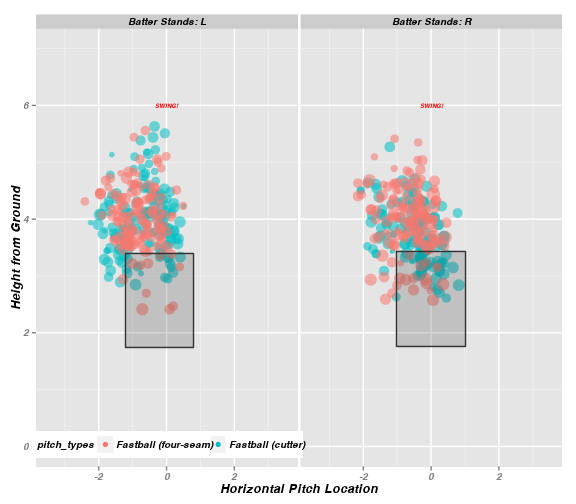 Batter Stands: L
Batter Stands: R
SWING!
SWING!
Height from Ground
6
4
2
0
pitch_types
Fastball (four-seam)
Fastball (cutter)
-2
0
2
-2
0
2
Horizontal Pitch Location